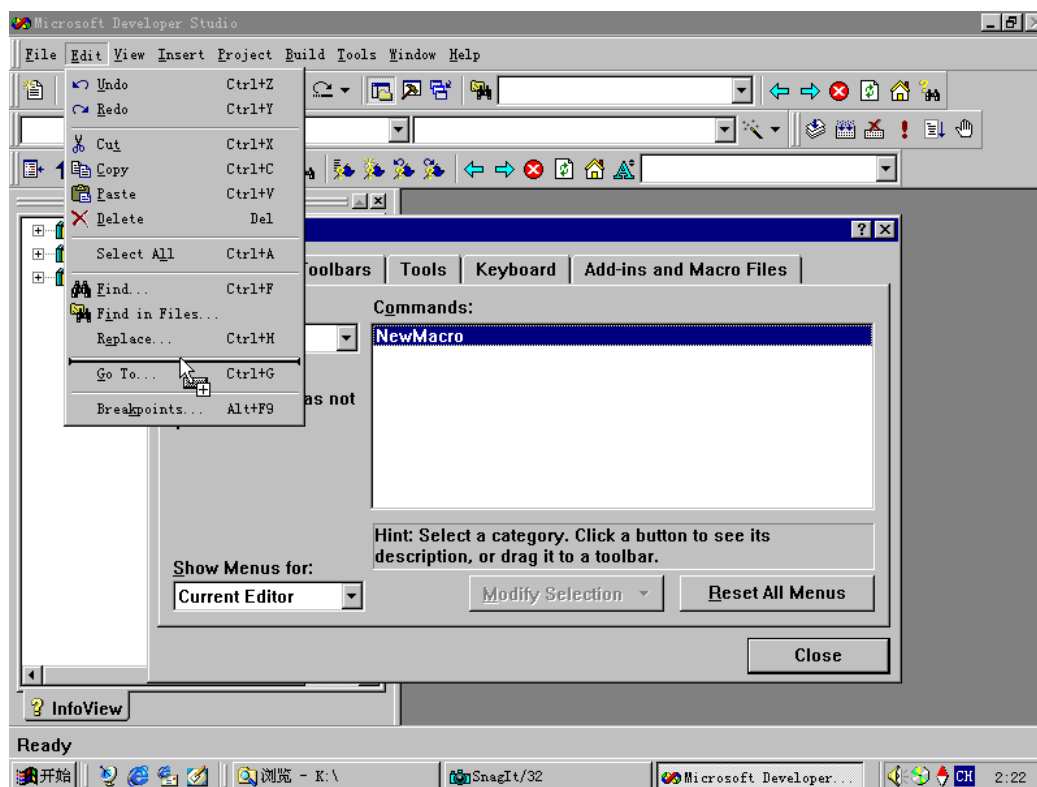 Microsoft Developer Studio
File Edit View Insert Project Build Tools Window Help
Undo Ctrl+Z
Redo Ctrl+Y
Cut Ctrl+X
Copy Ctrl+C
Paste Ctrl+V
Delete Del
Select All Ctrl+A
Find... Ctrl+F
Find in Files...
Replace... Ctrl+H
Go To... Ctrl+G
Breakpoints... Alt+F9
Toolbars Tools Keyboard Add-ins and Macro Files
Commands:
NewMacro
as not
Hint: Select a category. Click a button to see its
description, or drag it to a toolbar.
Show Menus for:
Current Editor
Modify Selection
Reset All Menus
Close
InfoView
Ready
开始 浏览 - K:\ SnagIt/32 Microsoft Developer... CH 2:22